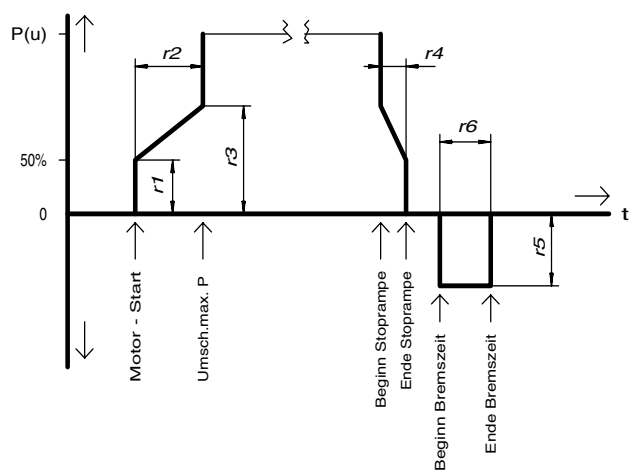 P(u)
r2
r4
r6
50%
r1
r3
0
t
r5
Motor - Start
Umsch.max. P
Beginn Stoprampe
Ende Stoprampe
Beginn Bremszeit
Ende Bremszeit